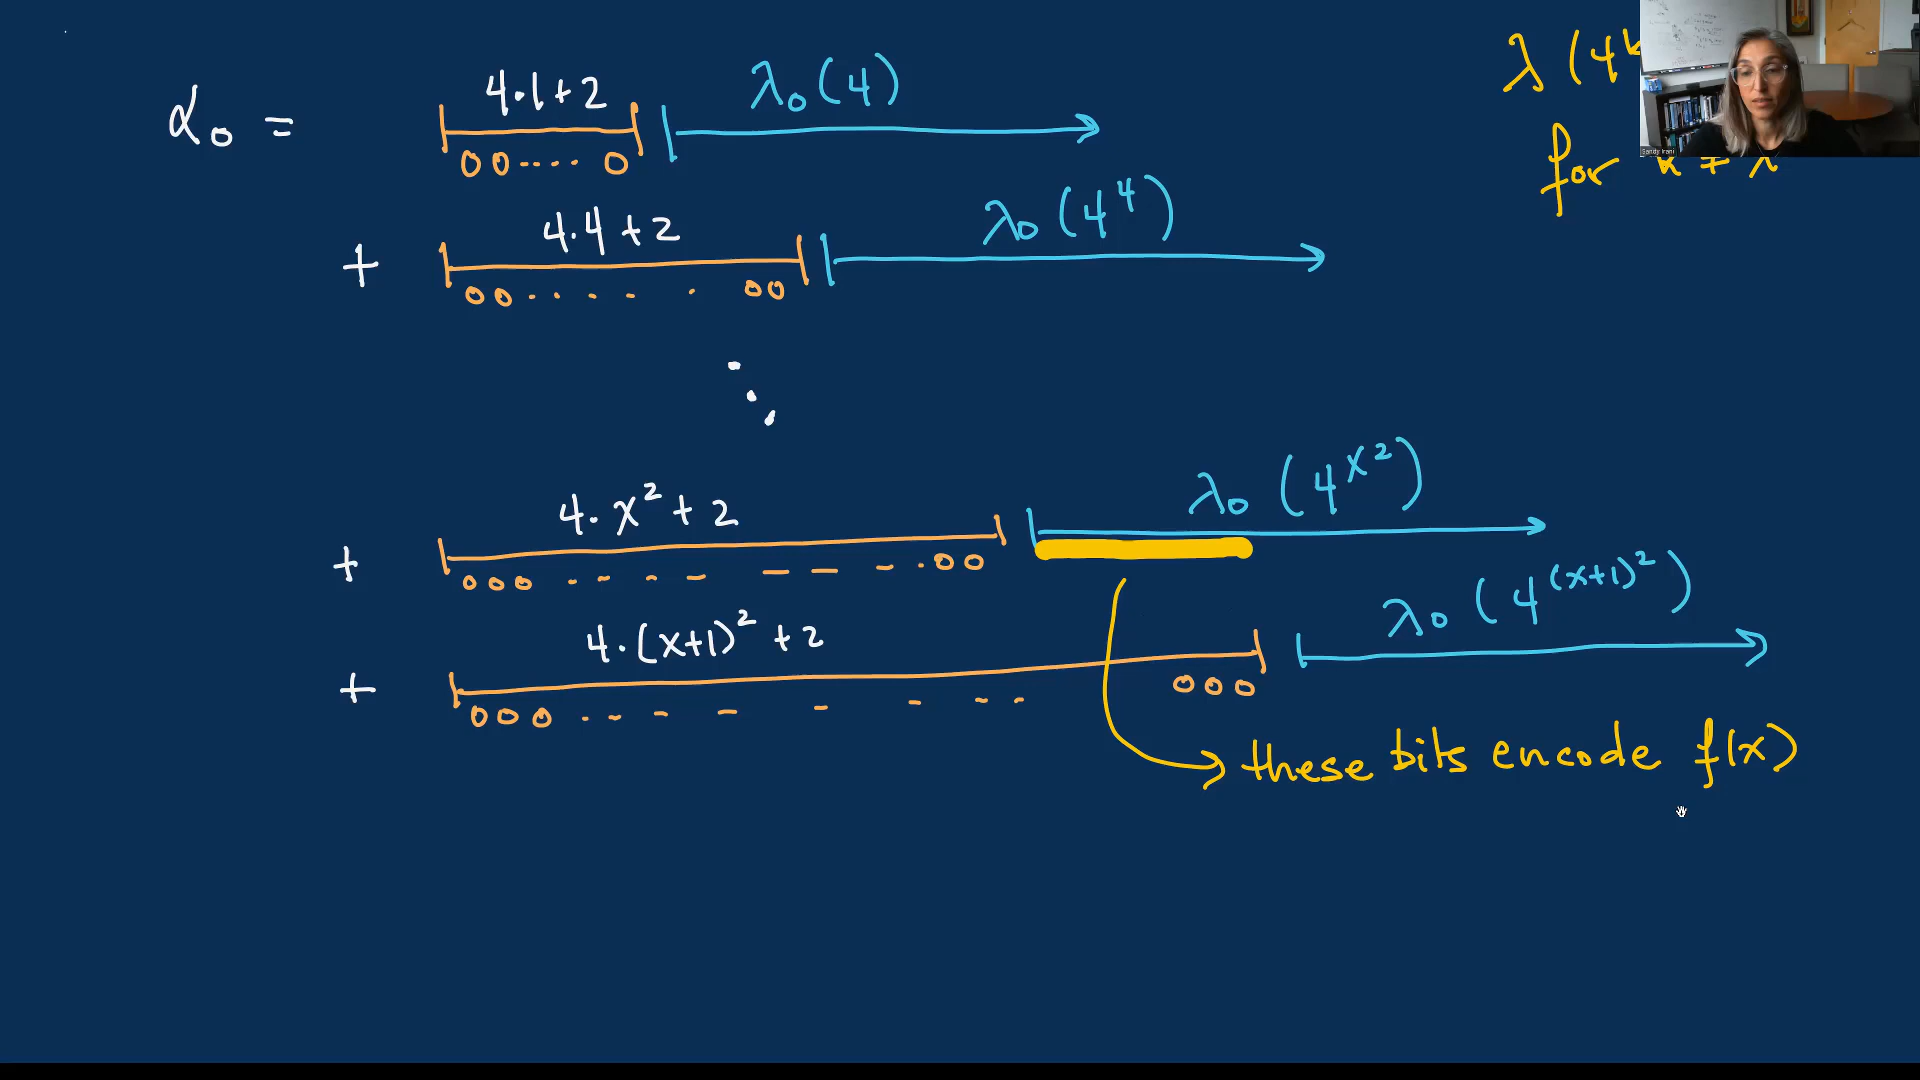 α₀ =
4·1+2
λ₀(4)
00···· 0
λ(4
for
+
4·4+2
λ₀(4⁴)
00···· · 00
+
4·x²+2
λ₀(4^{x²})
000 ---- — — - ·00
+
4·(x+1)²+2
λ₀(4^{(x+1)²})
000 ·-- - - - -- 000
these bits encode f(x)
Sandy Irani